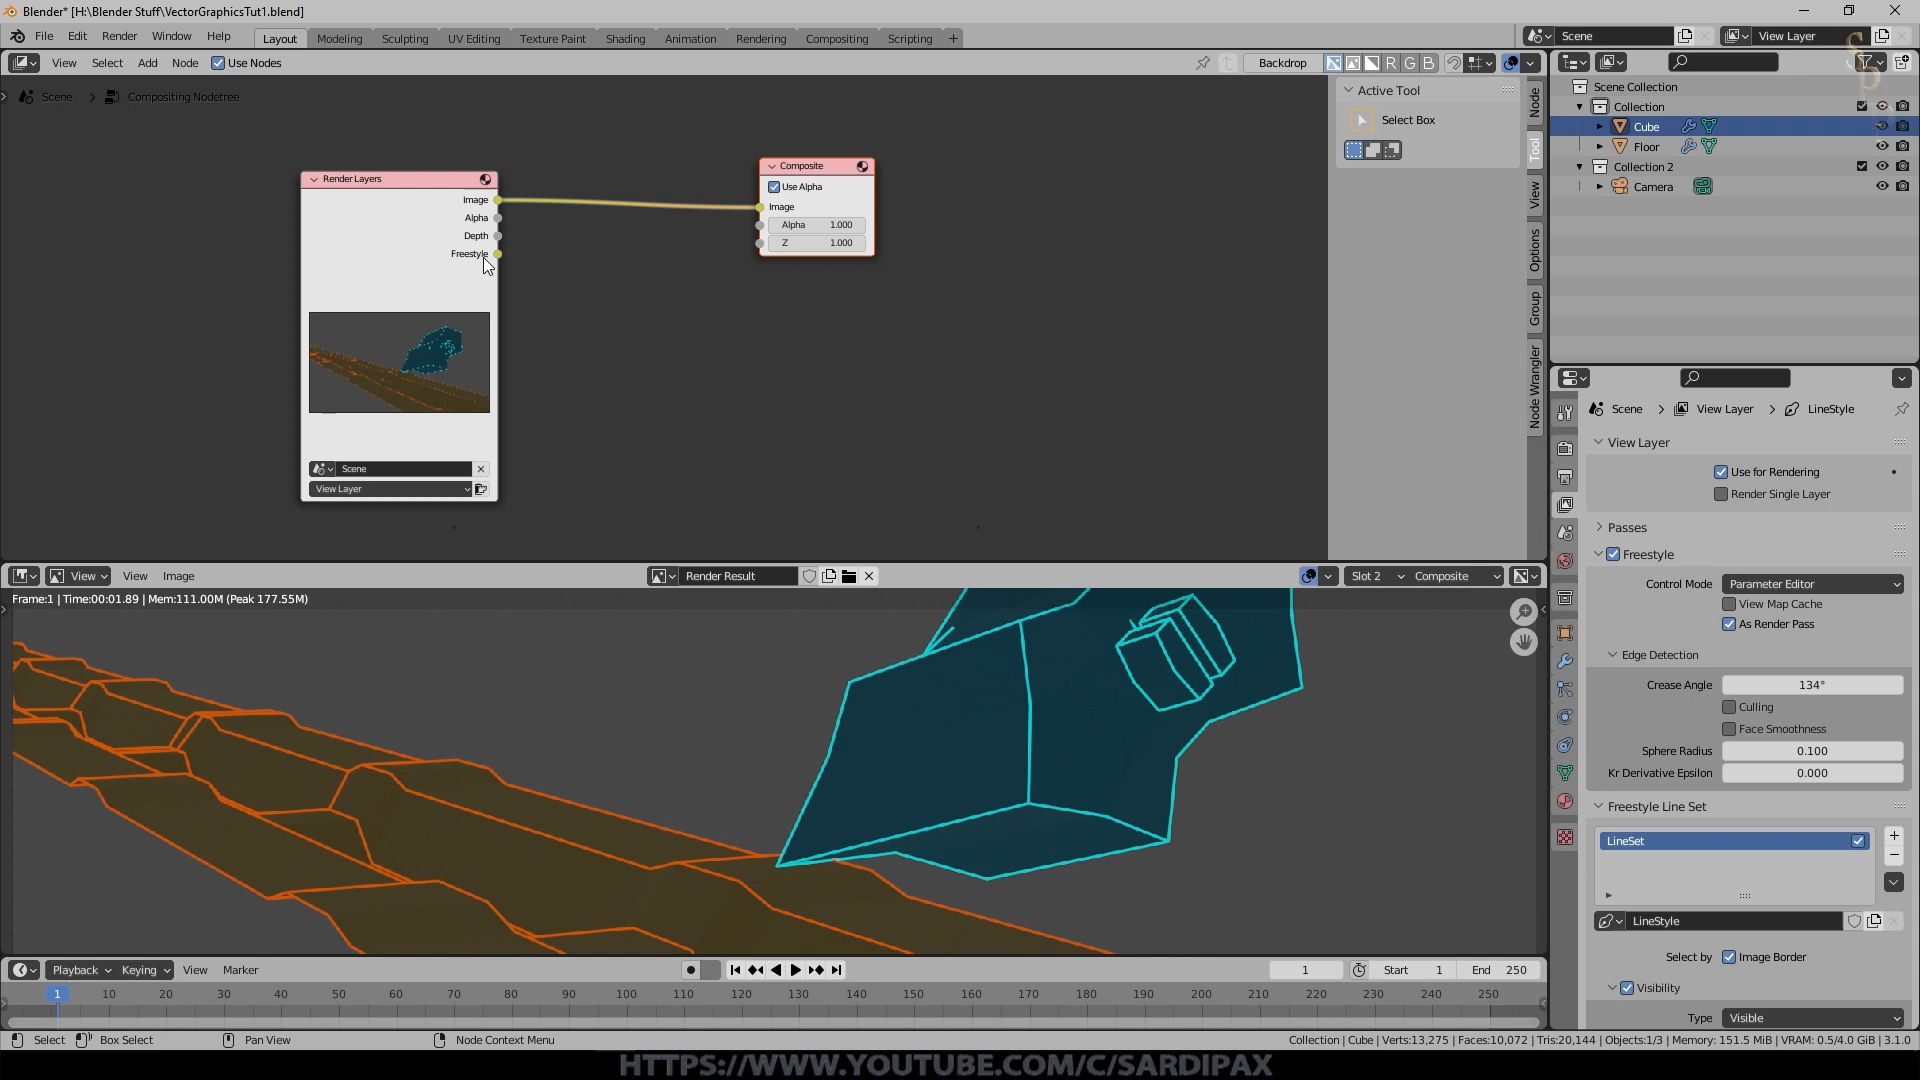 Blender* [H:\Blender Stuff\VectorGraphicsTut1.blend]
File Edit Render Window Help Layout Modeling Sculpting UV Editing Texture Paint Shading Animation Rendering Compositing Scripting Scene View Layer
View Select Add Node Use Nodes Backdrop R G B
Scene Compositing Nodetree
Active Tool
Select Box
Node
Tool
View
Options
Group
Node Wrangler
Render Layers
Image
Alpha
Depth
Freestyle
Scene
View Layer
Composite
Use Alpha
Image
Alpha 1.000
Z 1.000
Scene Collection
Collection
Cube
Floor
Collection 2
Camera
Scene View Layer LineStyle
View Layer
Use for Rendering
Render Single Layer
Passes
Freestyle
Control Mode Parameter Editor
View Map Cache
As Render Pass
Edge Detection
Crease Angle 134°
Culling
Face Smoothness
Sphere Radius 0.100
Kr Derivative Epsilon 0.000
Freestyle Line Set
LineSet
LineStyle
Select by Image Border
Visibility
Type Visible
View View Image Render Result Slot 2 Composite
Frame:1 | Time:00:01.89 | Mem:111.00M (Peak 177.55M)
Playback Keying View Marker 1 Start 1 End 250
1 10 20 30 40 50 60 70 80 90 100 110 120 130 140 150 160 170 180 190 200 210 220 230 240 250
Select Box Select Pan View Node Context Menu Collection | Cube | Verts:13,275 | Faces:10,072 | Tris:20,144 | Objects:1/3 | Memory: 151.5 MiB | VRAM: 0.5/4.0 GiB | 3.1.0
HTTPS://WWW.YOUTUBE.COM/C/SARDIPAX